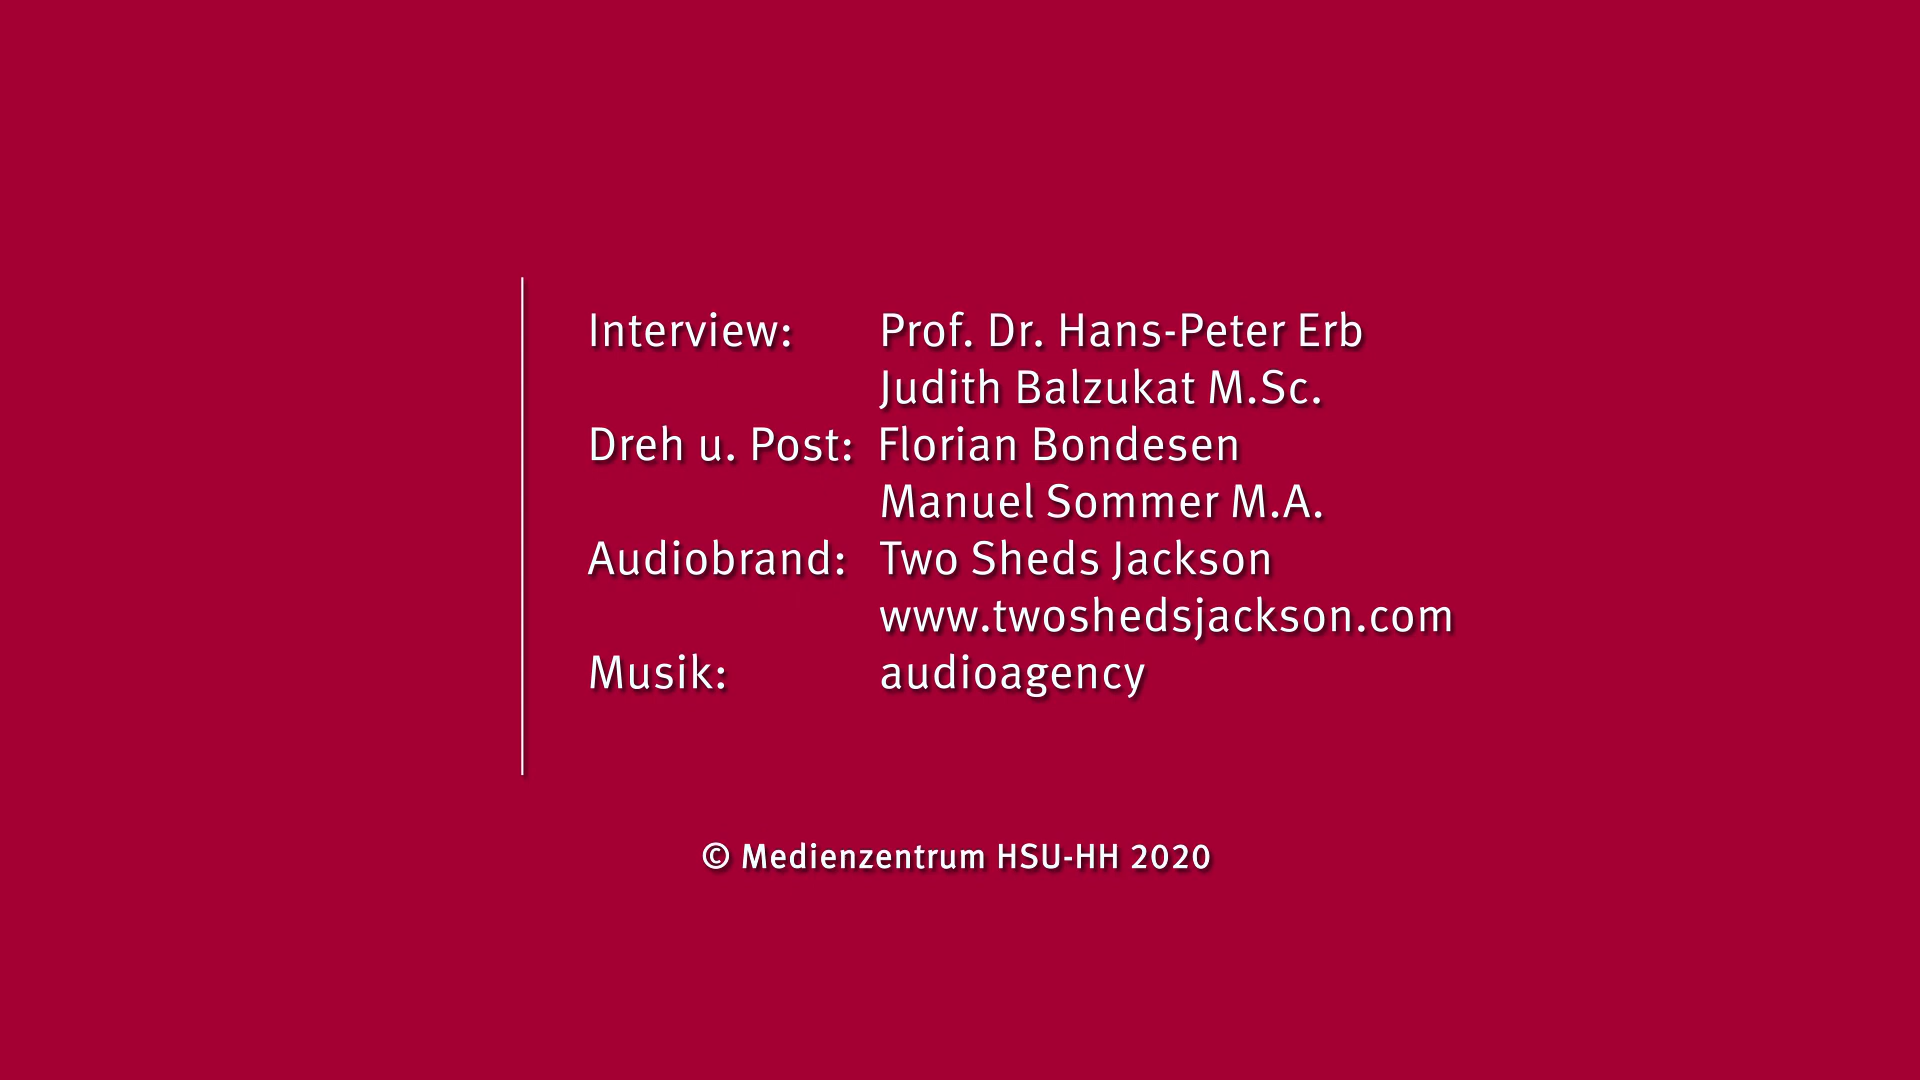 Interview: Prof. Dr. Hans-Peter Erb
Judith Balzukat M.Sc.
Dreh u. Post: Florian Bondesen
Manuel Sommer M.A.
Audiobrand: Two Sheds Jackson
www.twoshedsjackson.com
Musik: audioagency
© Medienzentrum HSU-HH 2020